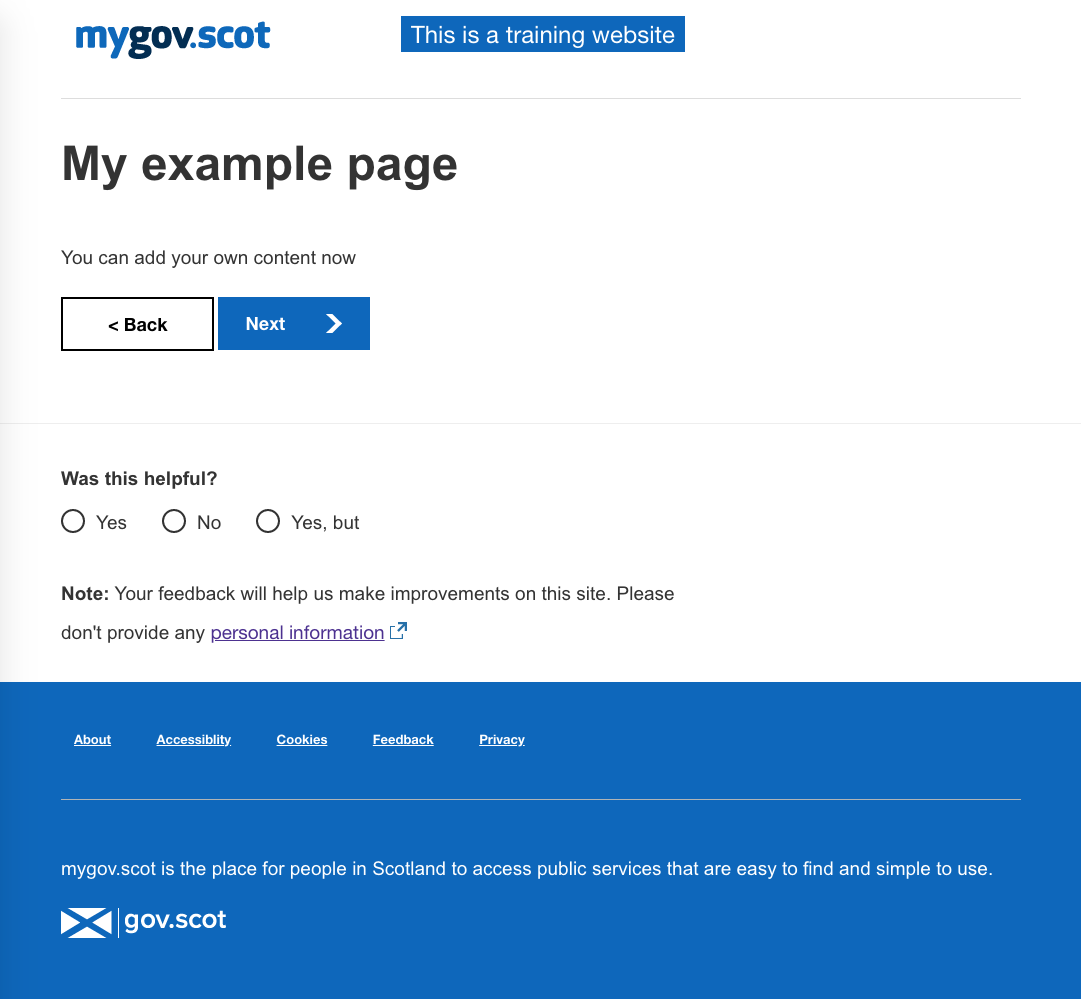 mygov.scot
This is a training website
My example page
You can add your own content now
< Back
Next
Was this helpful?
Yes No Yes, but
Note: Your feedback will help us make improvements on this site. Please
don't provide any personal information
About Accessiblity Cookies Feedback Privacy
mygov.scot is the place for people in Scotland to access public services that are easy to find and simple to use.
gov.scot